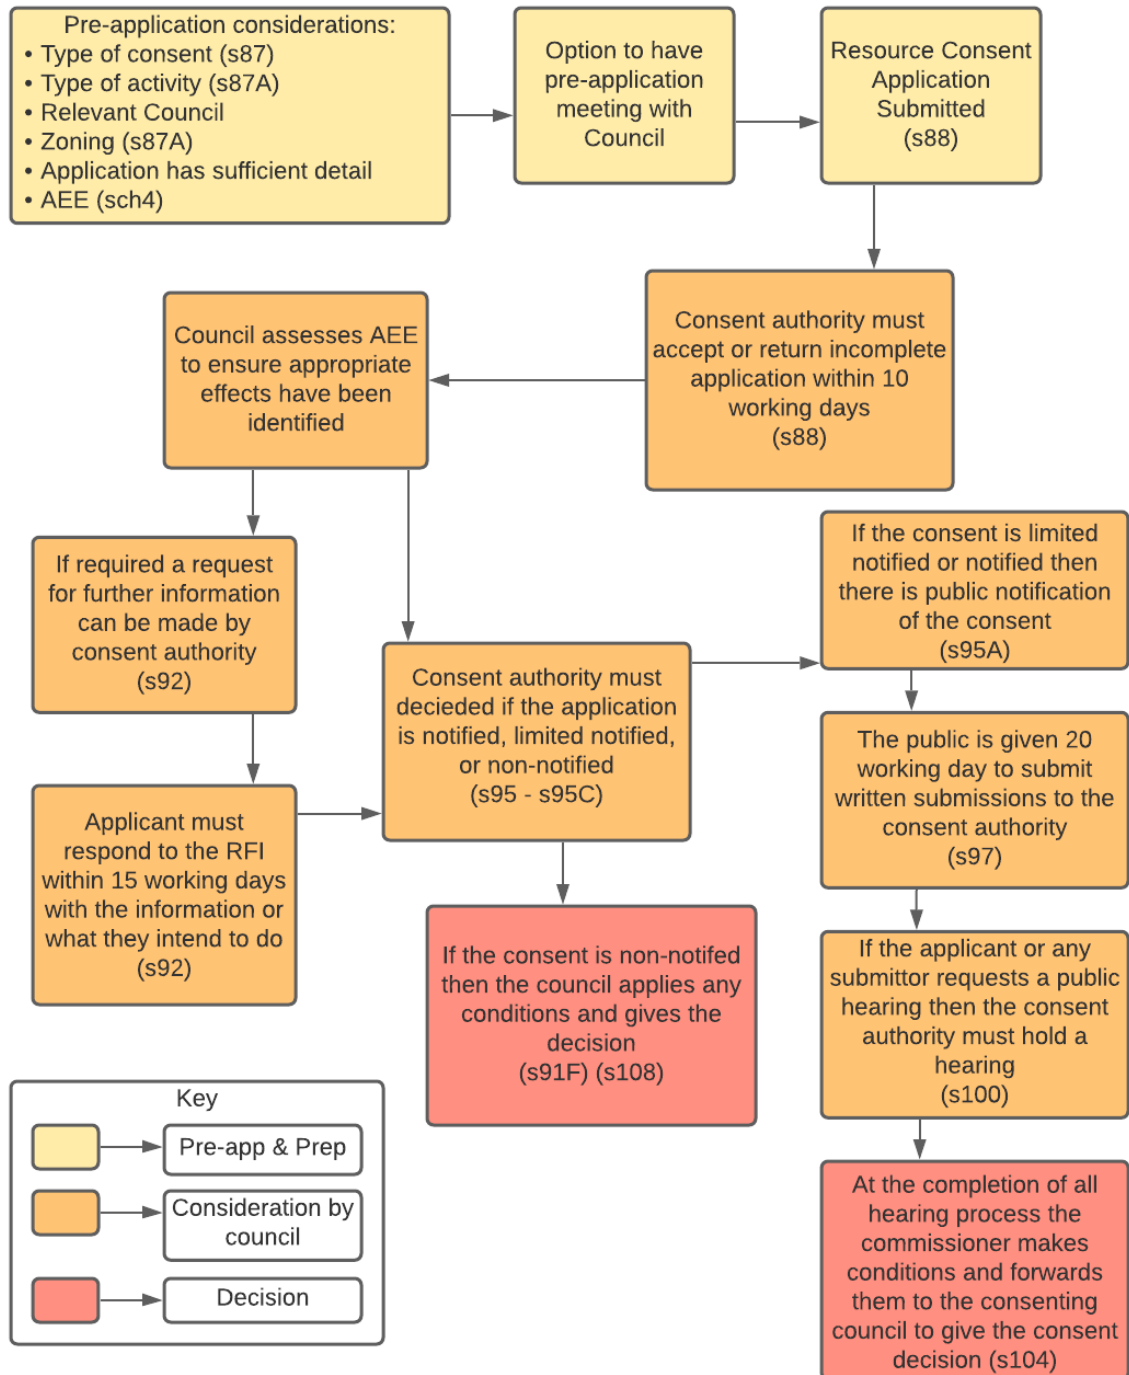 Pre-application considerations:
• Type of consent (s87)
• Type of activity (s87A)
• Relevant Council
• Zoning (s87A)
• Application has sufficient detail
• AEE (sch4)
Option to have
pre-application
meeting with
Council
Resource Consent
Application
Submitted
(s88)
Consent authority must
accept or return incomplete
application within 10
working days
(s88)
Council assesses AEE
to ensure appropriate
effects have been
identified
If required a request
for further information
can be made by
consent authority
(s92)
Applicant must
respond to the RFI
within 15 working days
with the information or
what they intend to do
(s92)
Consent authority must
decieded if the application
is notified, limited notified,
or non-notified
(s95 - s95C)
If the consent is non-notifed
then the council applies any
conditions and gives the
decision
(s91F) (s108)
If the consent is limited
notified or notified then
there is public notification
of the consent
(s95A)
The public is given 20
working day to submit
written submissions to the
consent authority
(s97)
If the applicant or any
submittor requests a public
hearing then the consent
authority must hold a
hearing
(s100)
At the completion of all
hearing process the
commissioner makes
conditions and forwards
them to the consenting
council to give the consent
decision (s104)
Key
Pre-app & Prep
Consideration by
council
Decision